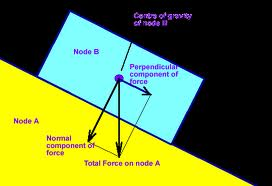 Centre of gravity
of node B
Node B
Perpendicular
component of
force
Node A
Normal
component of
force
Total Force on node A